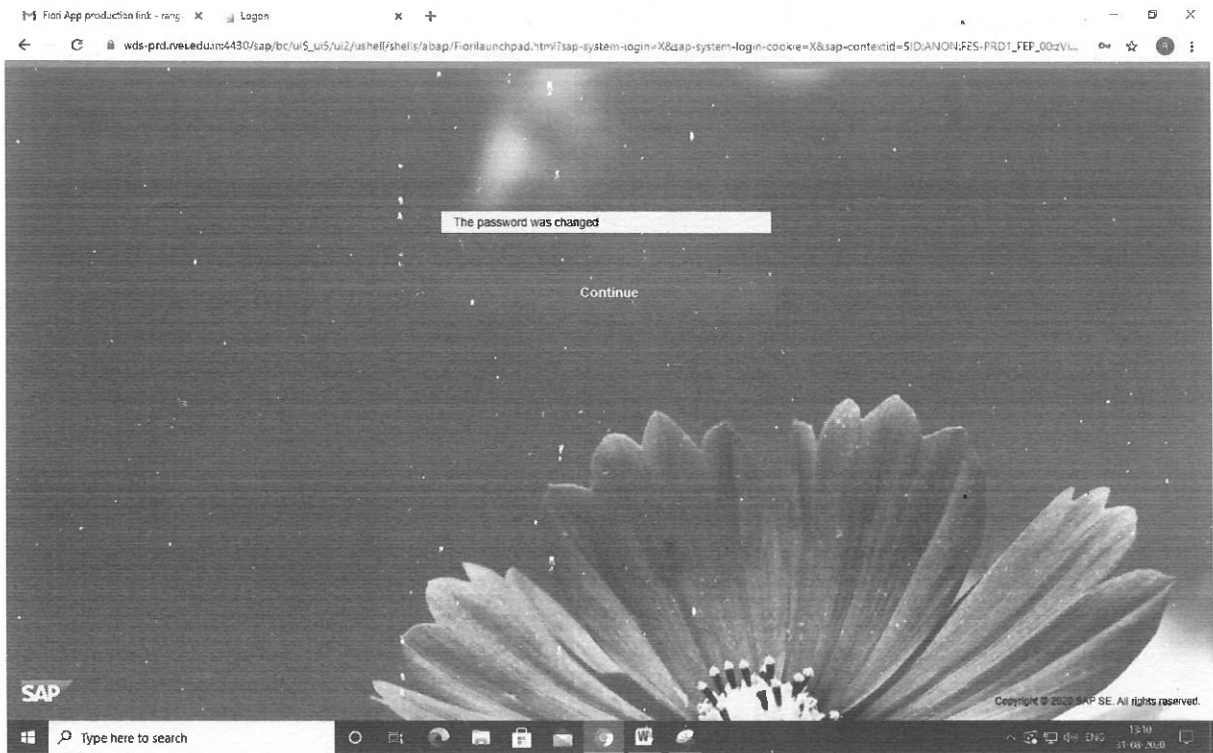 Fiori App production link - rang
Logon
wds-prd.rvei.edu.in:4430/sap/bc/ui5_ui5/ui2/ushell/shells/abap/Fiorilaunchpad.html?sap-system-login=X&sap-system-login-cookie=X&sap-contextid=SID:ANON:FES-PRD1_FEP_00:zVi...
R
The password was changed
Continue
SAP
Copyright © 2020 SAP SE. All rights reserved.
Type here to search
W
ENG
13:10
31-08-2020